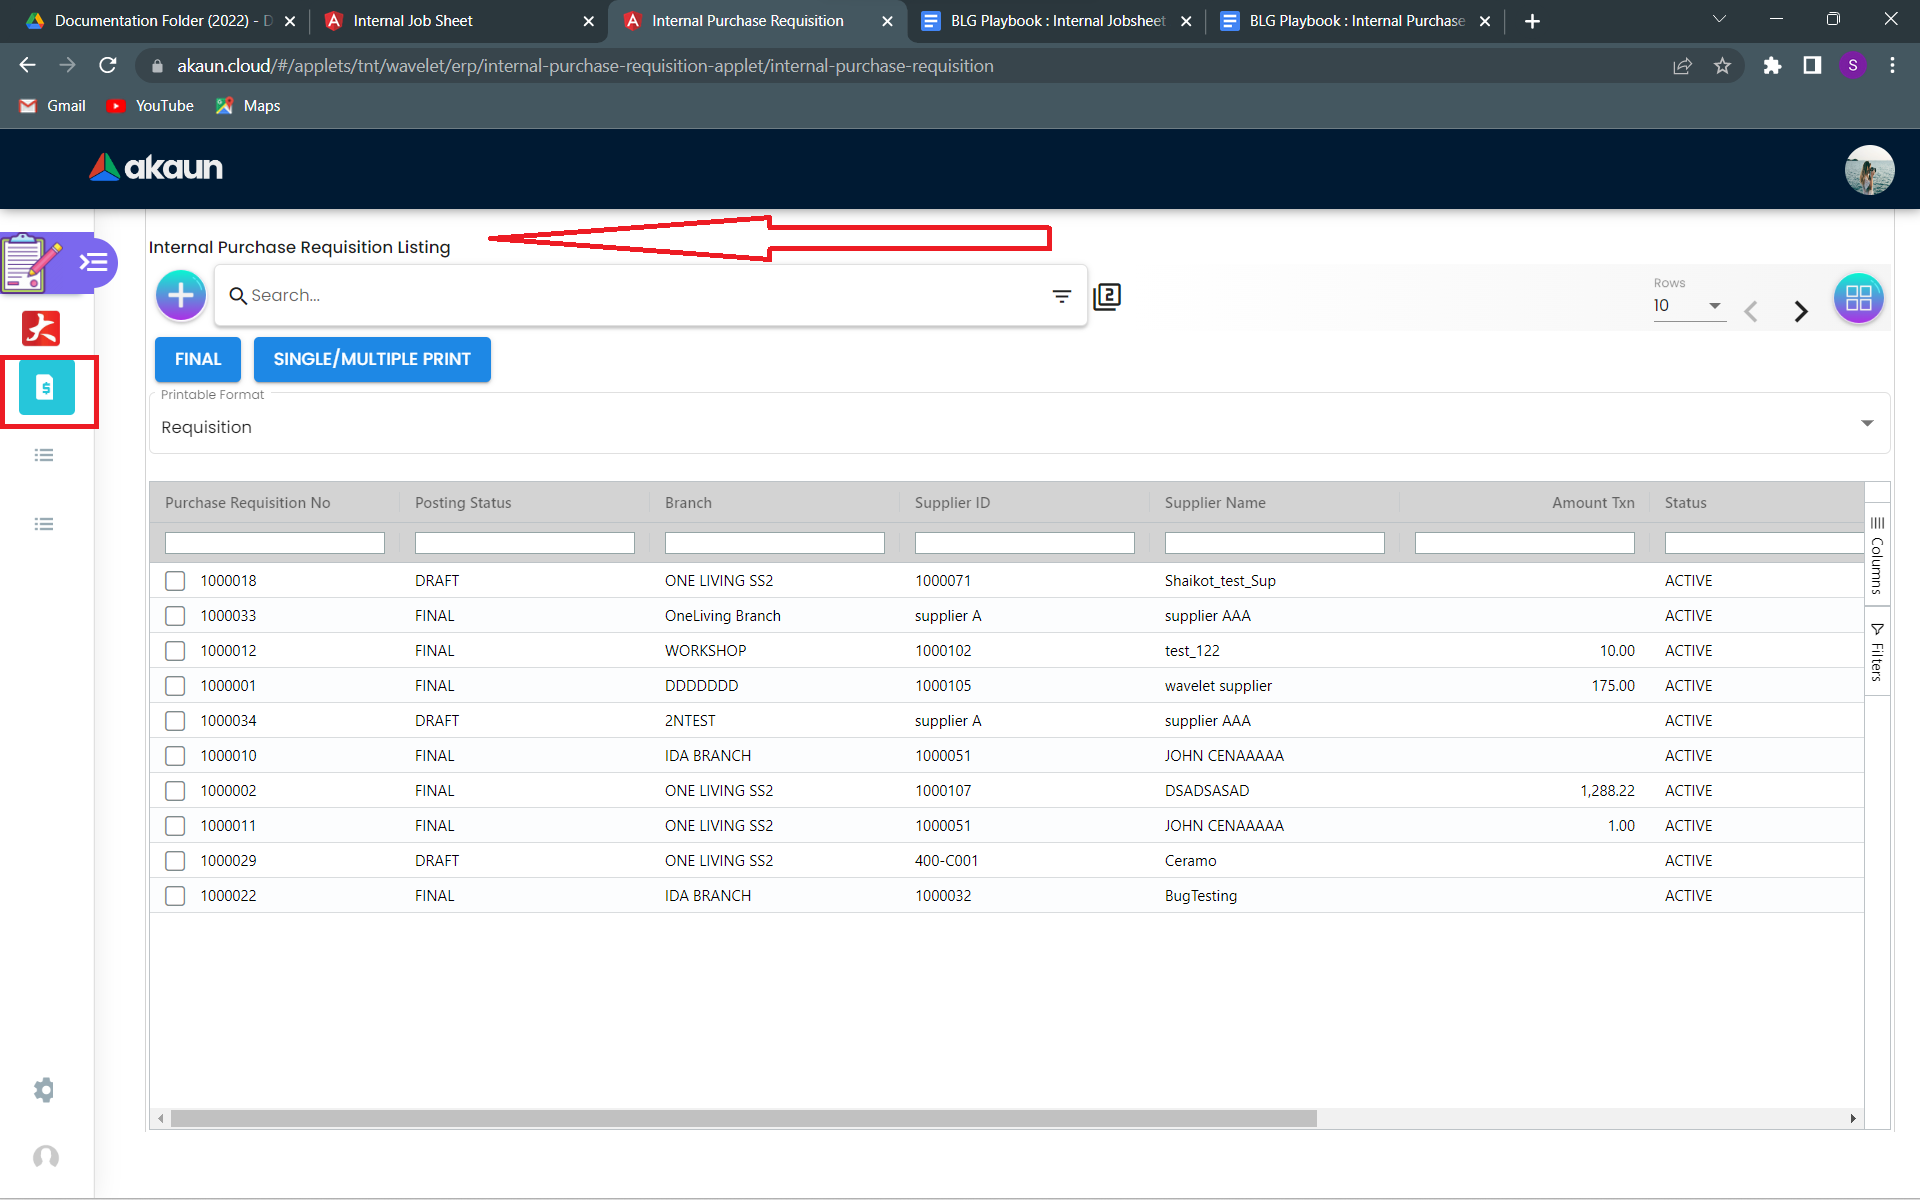 Documentation Folder (2022) - D
Internal Job Sheet
Internal Purchase Requisition
BLG Playbook : Internal Jobsheet
BLG Playbook : Internal Purchase
akaun.cloud/#/applets/tnt/wavelet/erp/internal-purchase-requisition-applet/internal-purchase-requisition
S
Gmail
YouTube
Maps
akaun
Internal Purchase Requisition Listing
Search...
2
Rows
10
FINAL
SINGLE/MULTIPLE PRINT
Printable Format
Requisition
Purchase Requisition No Posting Status Branch Supplier ID Supplier Name Amount Txn Status
1000018 DRAFT ONE LIVING SS2 1000071 Shaikot_test_Sup ACTIVE
1000033 FINAL OneLiving Branch supplier A supplier AAA ACTIVE
1000012 FINAL WORKSHOP 1000102 test_122 10.00 ACTIVE
1000001 FINAL DDDDDDD 1000105 wavelet supplier 175.00 ACTIVE
1000034 DRAFT 2NTEST supplier A supplier AAA ACTIVE
1000010 FINAL IDA BRANCH 1000051 JOHN CENAAAAA ACTIVE
1000002 FINAL ONE LIVING SS2 1000107 DSADSASAD 1,288.22 ACTIVE
1000011 FINAL ONE LIVING SS2 1000051 JOHN CENAAAAA 1.00 ACTIVE
1000029 DRAFT ONE LIVING SS2 400-C001 Ceramo ACTIVE
1000022 FINAL IDA BRANCH 1000032 BugTesting ACTIVE
Columns
Filters